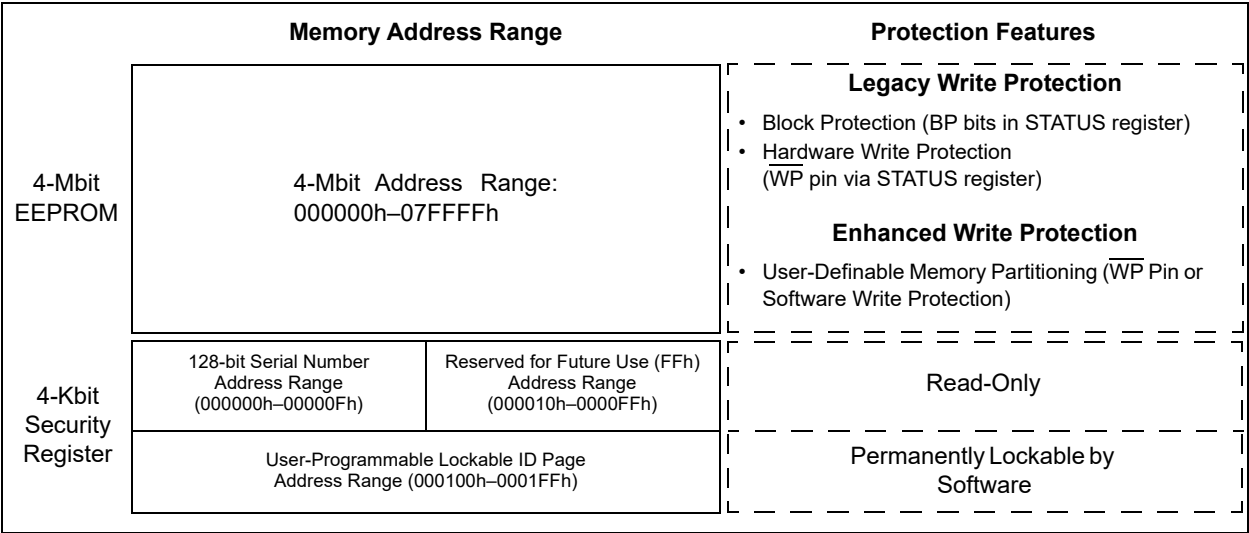 Memory Address Range
Protection Features
4-Mbit
EEPROM
4-Mbit Address Range:
000000h–07FFFFh
Legacy Write Protection
• Block Protection (BP bits in STATUS register)
• Hardware Write Protection
(W̅P̅ pin via STATUS register)
Enhanced Write Protection
• User-Definable Memory Partitioning (W̅P̅ Pin or
Software Write Protection)
4-Kbit
Security
Register
128-bit Serial Number
Address Range
(000000h–00000Fh)
Reserved for Future Use (FFh)
Address Range
(000010h–0000FFh)
Read-Only
User-Programmable Lockable ID Page
Address Range (000100h–0001FFh)
Permanently Lockable by
Software